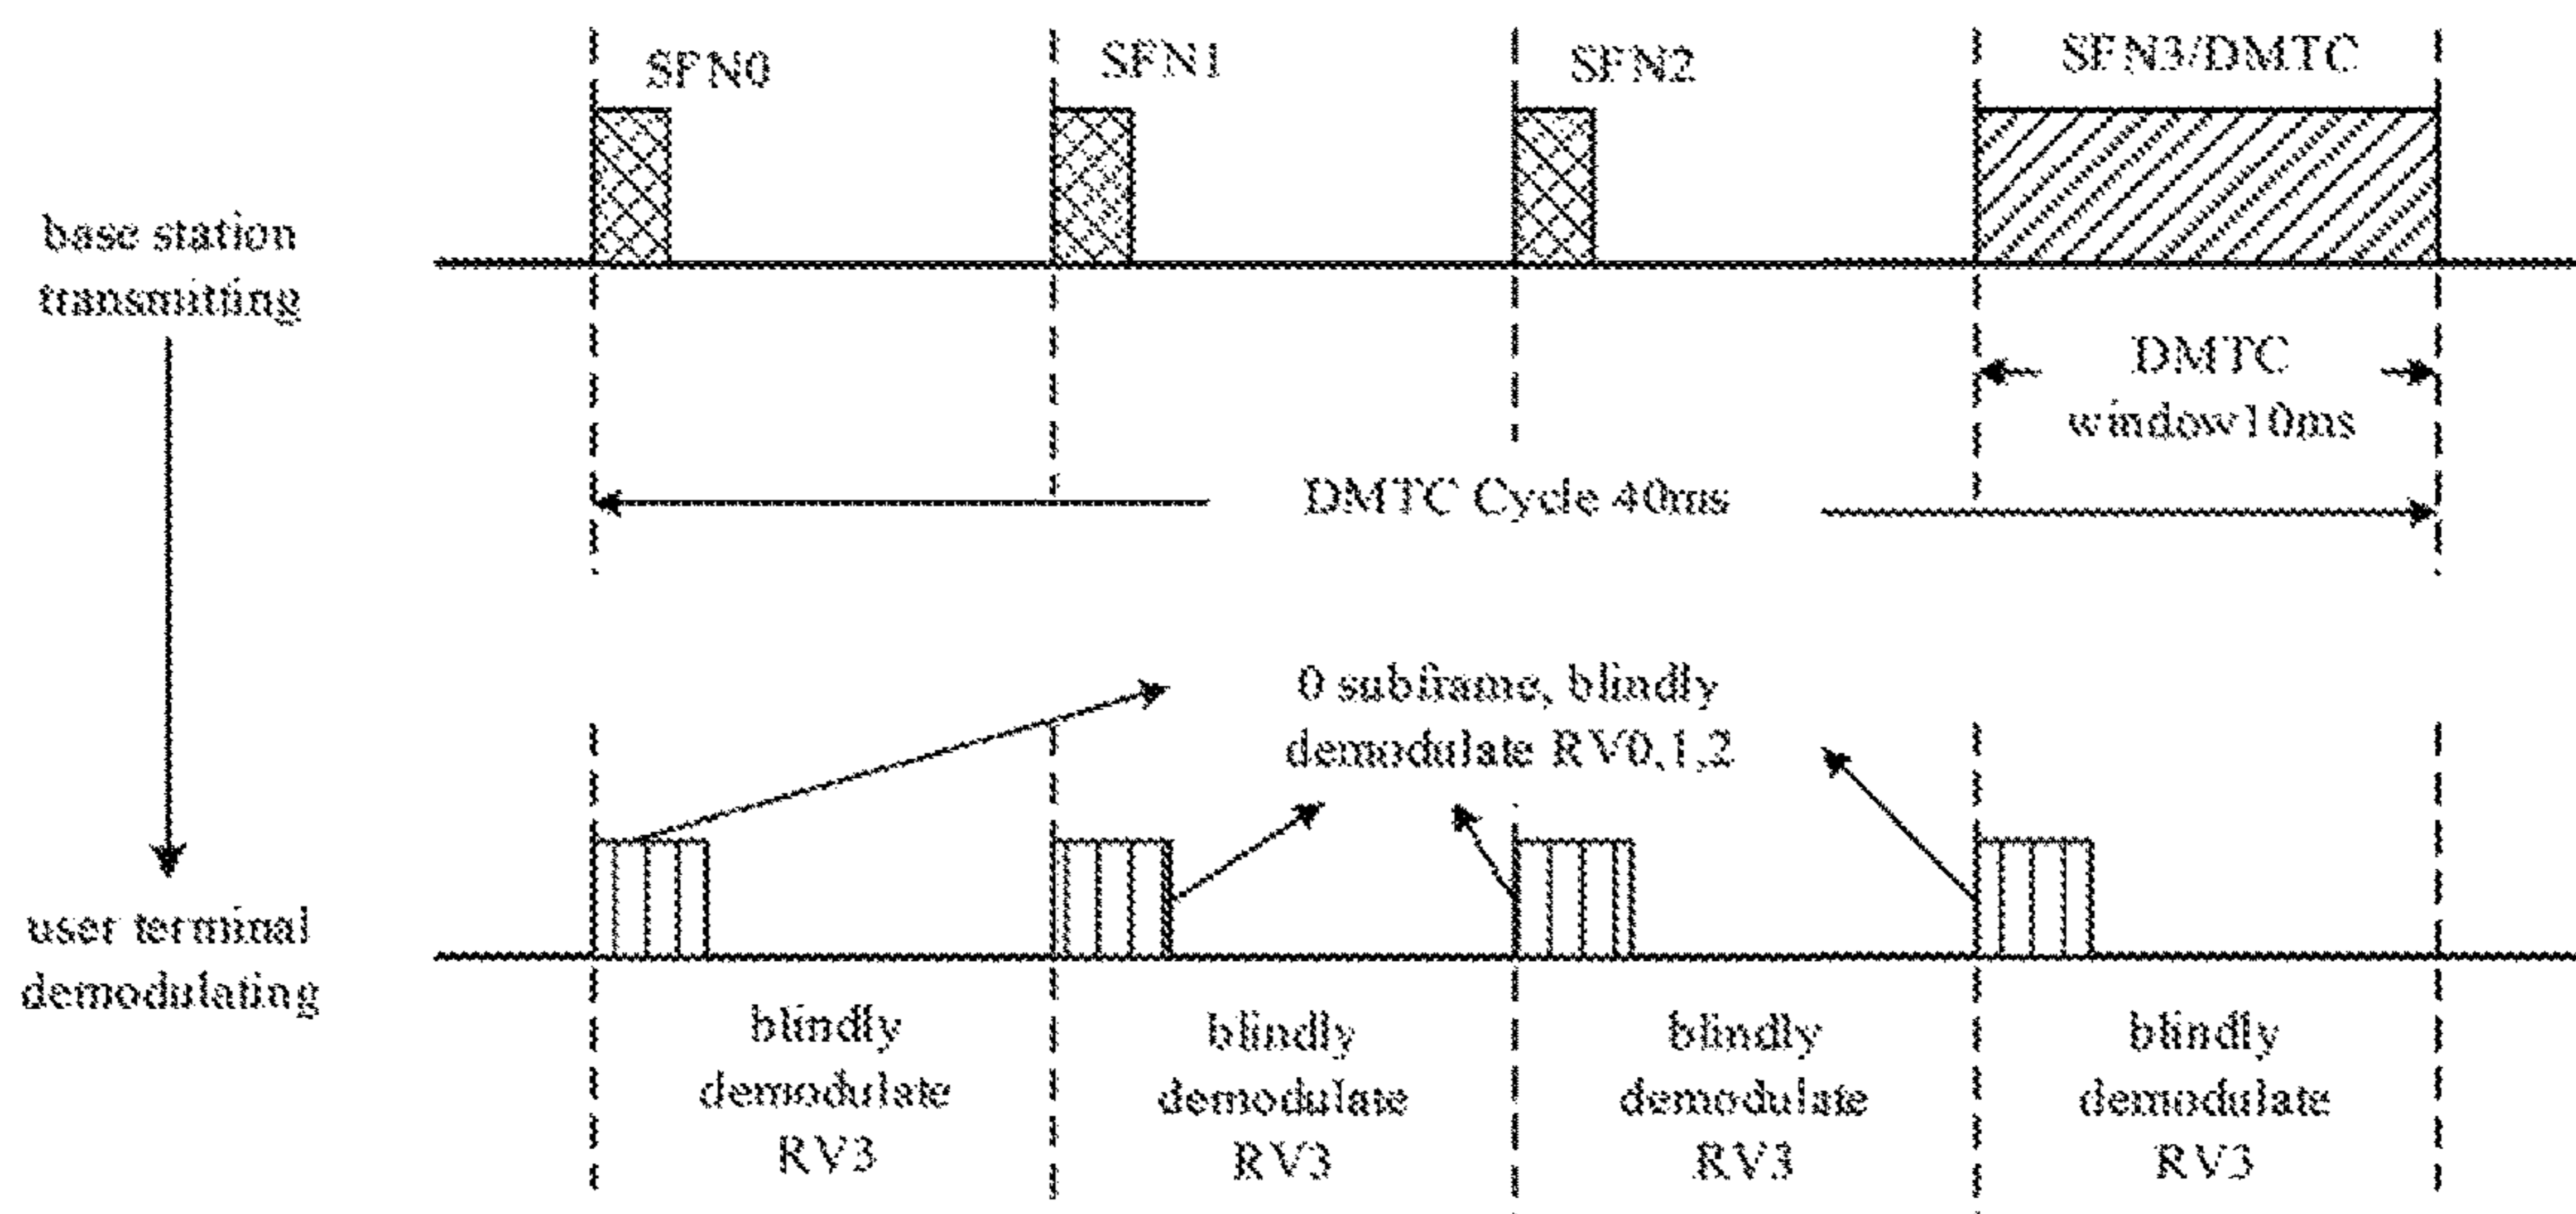 SFN0
SFN1
SFN2
SFN3/DMTC
base station
transmitting
DMTC
window10ms
DMTC Cycle 40ms
0 subframe, blindly
demodulate RV0,1,2
user terminal
demodulating
blindly
demodulate
RV3
blindly
demodulate
RV3
blindly
demodulate
RV3
blindly
demodulate
RV3